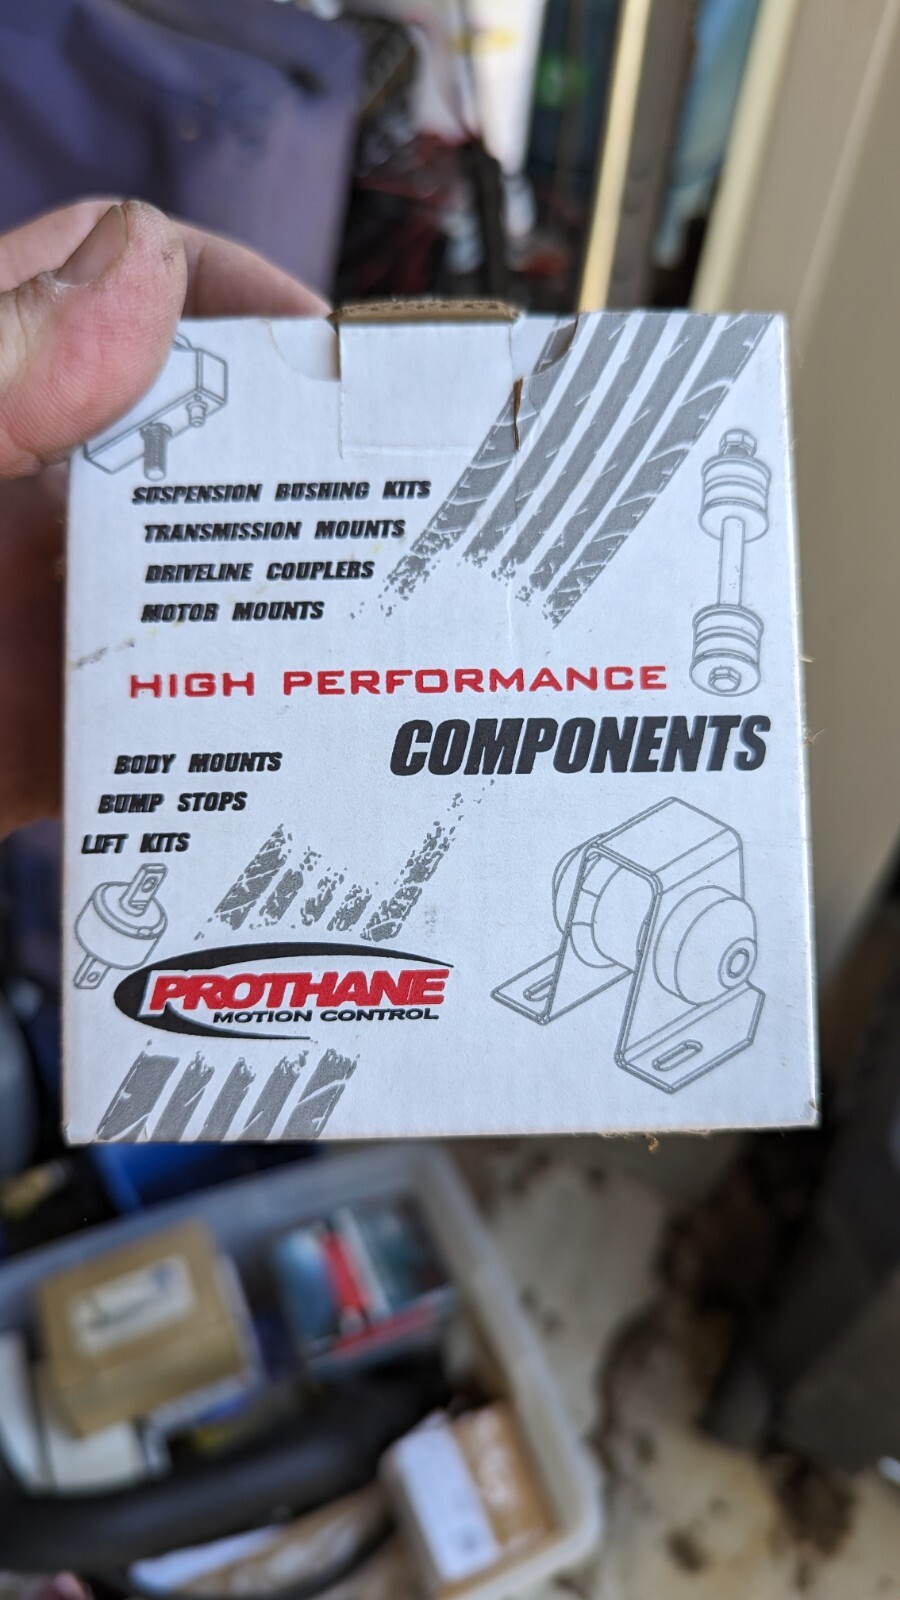 SUSPENSION BUSHING KITS
TRANSMISSION MOUNTS
DRIVELINE COUPLERS
MOTOR MOUNTS
HIGH PERFORMANCE
COMPONENTS
BODY MOUNTS
BUMP STOPS
LIFT KITS
PROTHANE
MOTION CONTROL